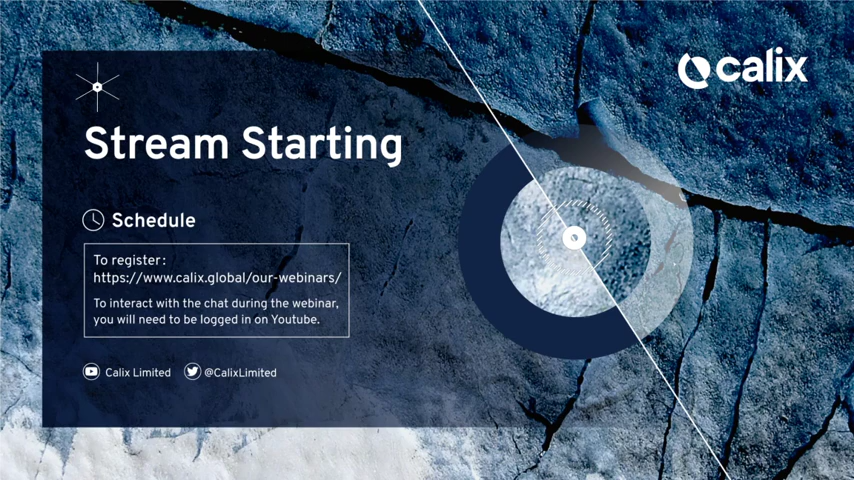 calix
Stream Starting
Schedule
To register:
https://www.calix.global/our-webinars/
To interact with the chat during the webinar,
you will need to be logged in on Youtube.
Calix Limited @CalixLimited